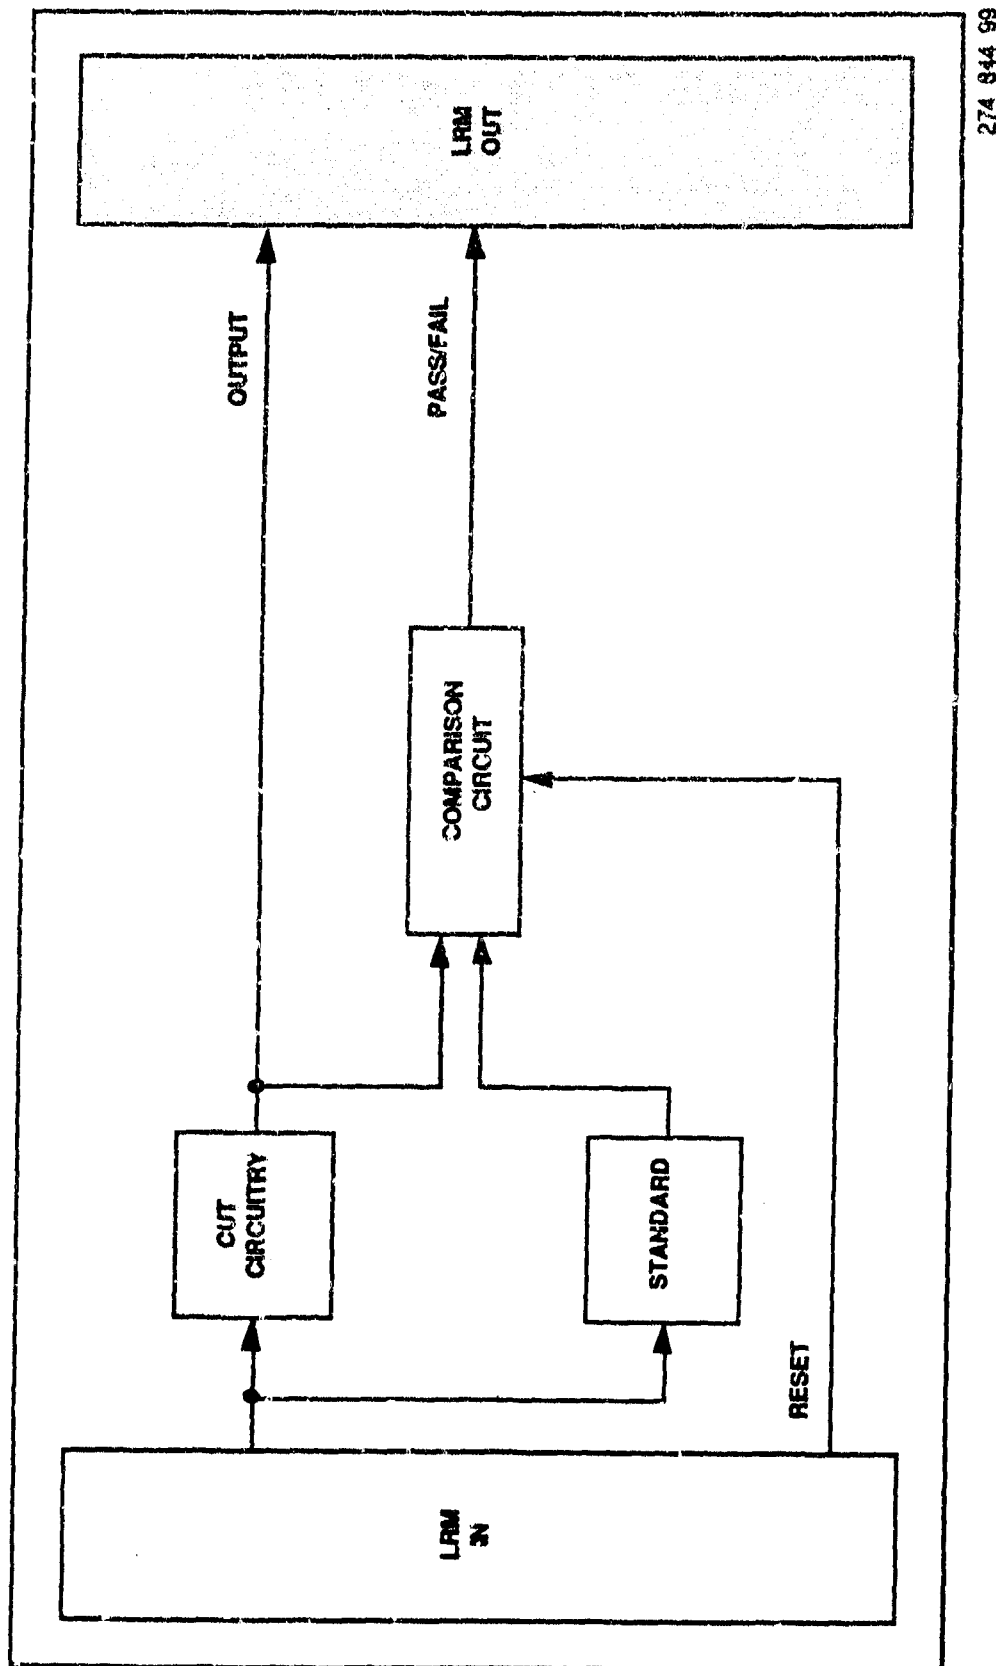 LRM
IN
RESET
CUT
CIRCUITRY
STANDARD
COMPARISON
CIRCUIT
OUTPUT
PASS/FAIL
LRM
OUT
274 844 99